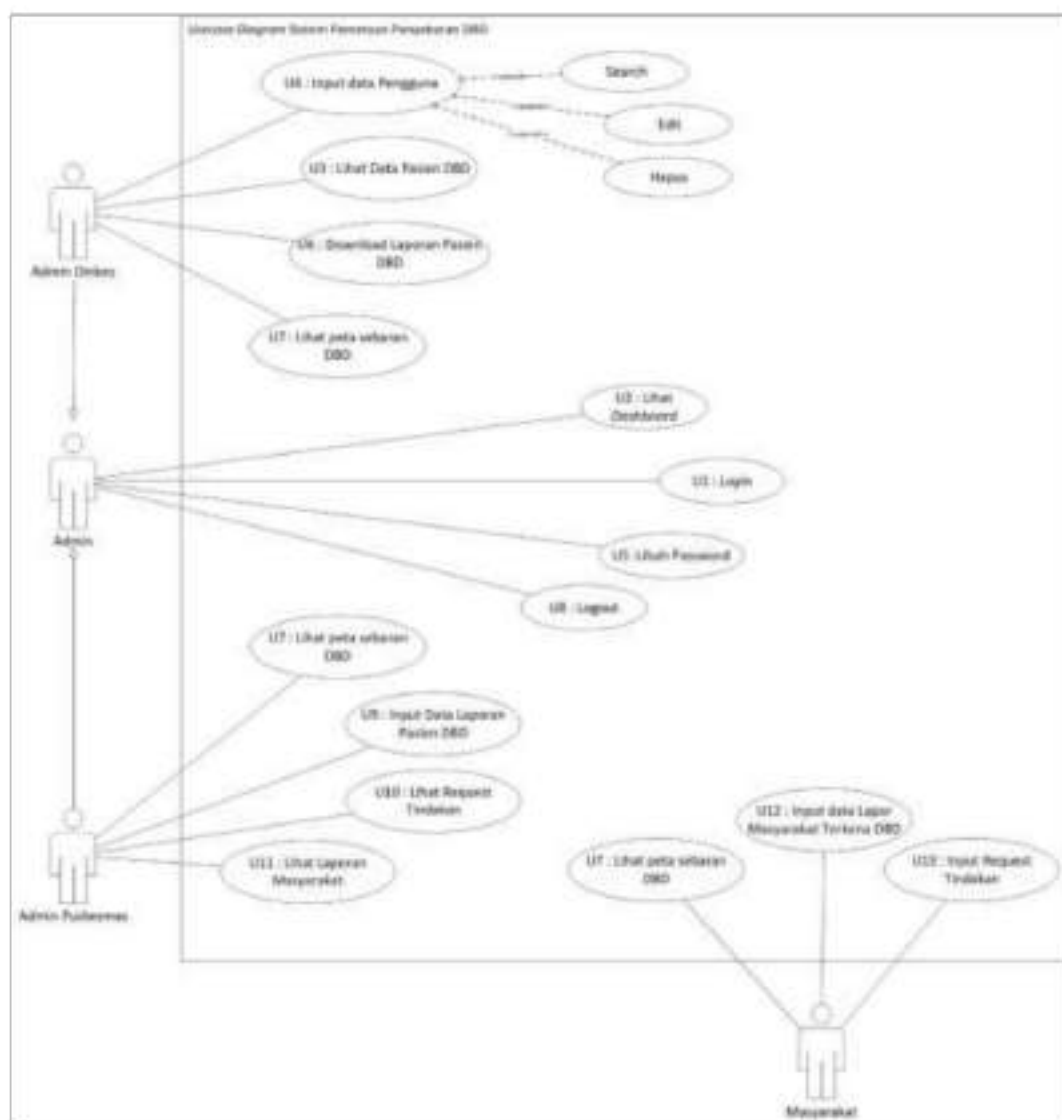 Usecase Diagram Sistem Pemetaan Penyebaran DBD
U6 : Input data Pengguna
Search
Edit
Hapus
U3 : Lihat Data Pasien DBD
U4 : Download Laporan Pasien
DBD
Admin Dinkes
U7 : Lihat peta sebaran
DBD
U2 : Lihat
Dashboard
U1 : Login
Admin
U5 : Ubah Password
U8 : Logout
U7 : Lihat peta sebaran
DBD
U9 : Input Data Laporan
Pasien DBD
U10 : Lihat Request
Tindakan
U11 : Lihat Laporan
Masyarakat
Admin Puskesmas
U12 : Input data Lapor
Masyarakat Terkena DBD
U7 : Lihat peta sebaran
DBD
U13 : Input Request
Tindakan
Masyarakat